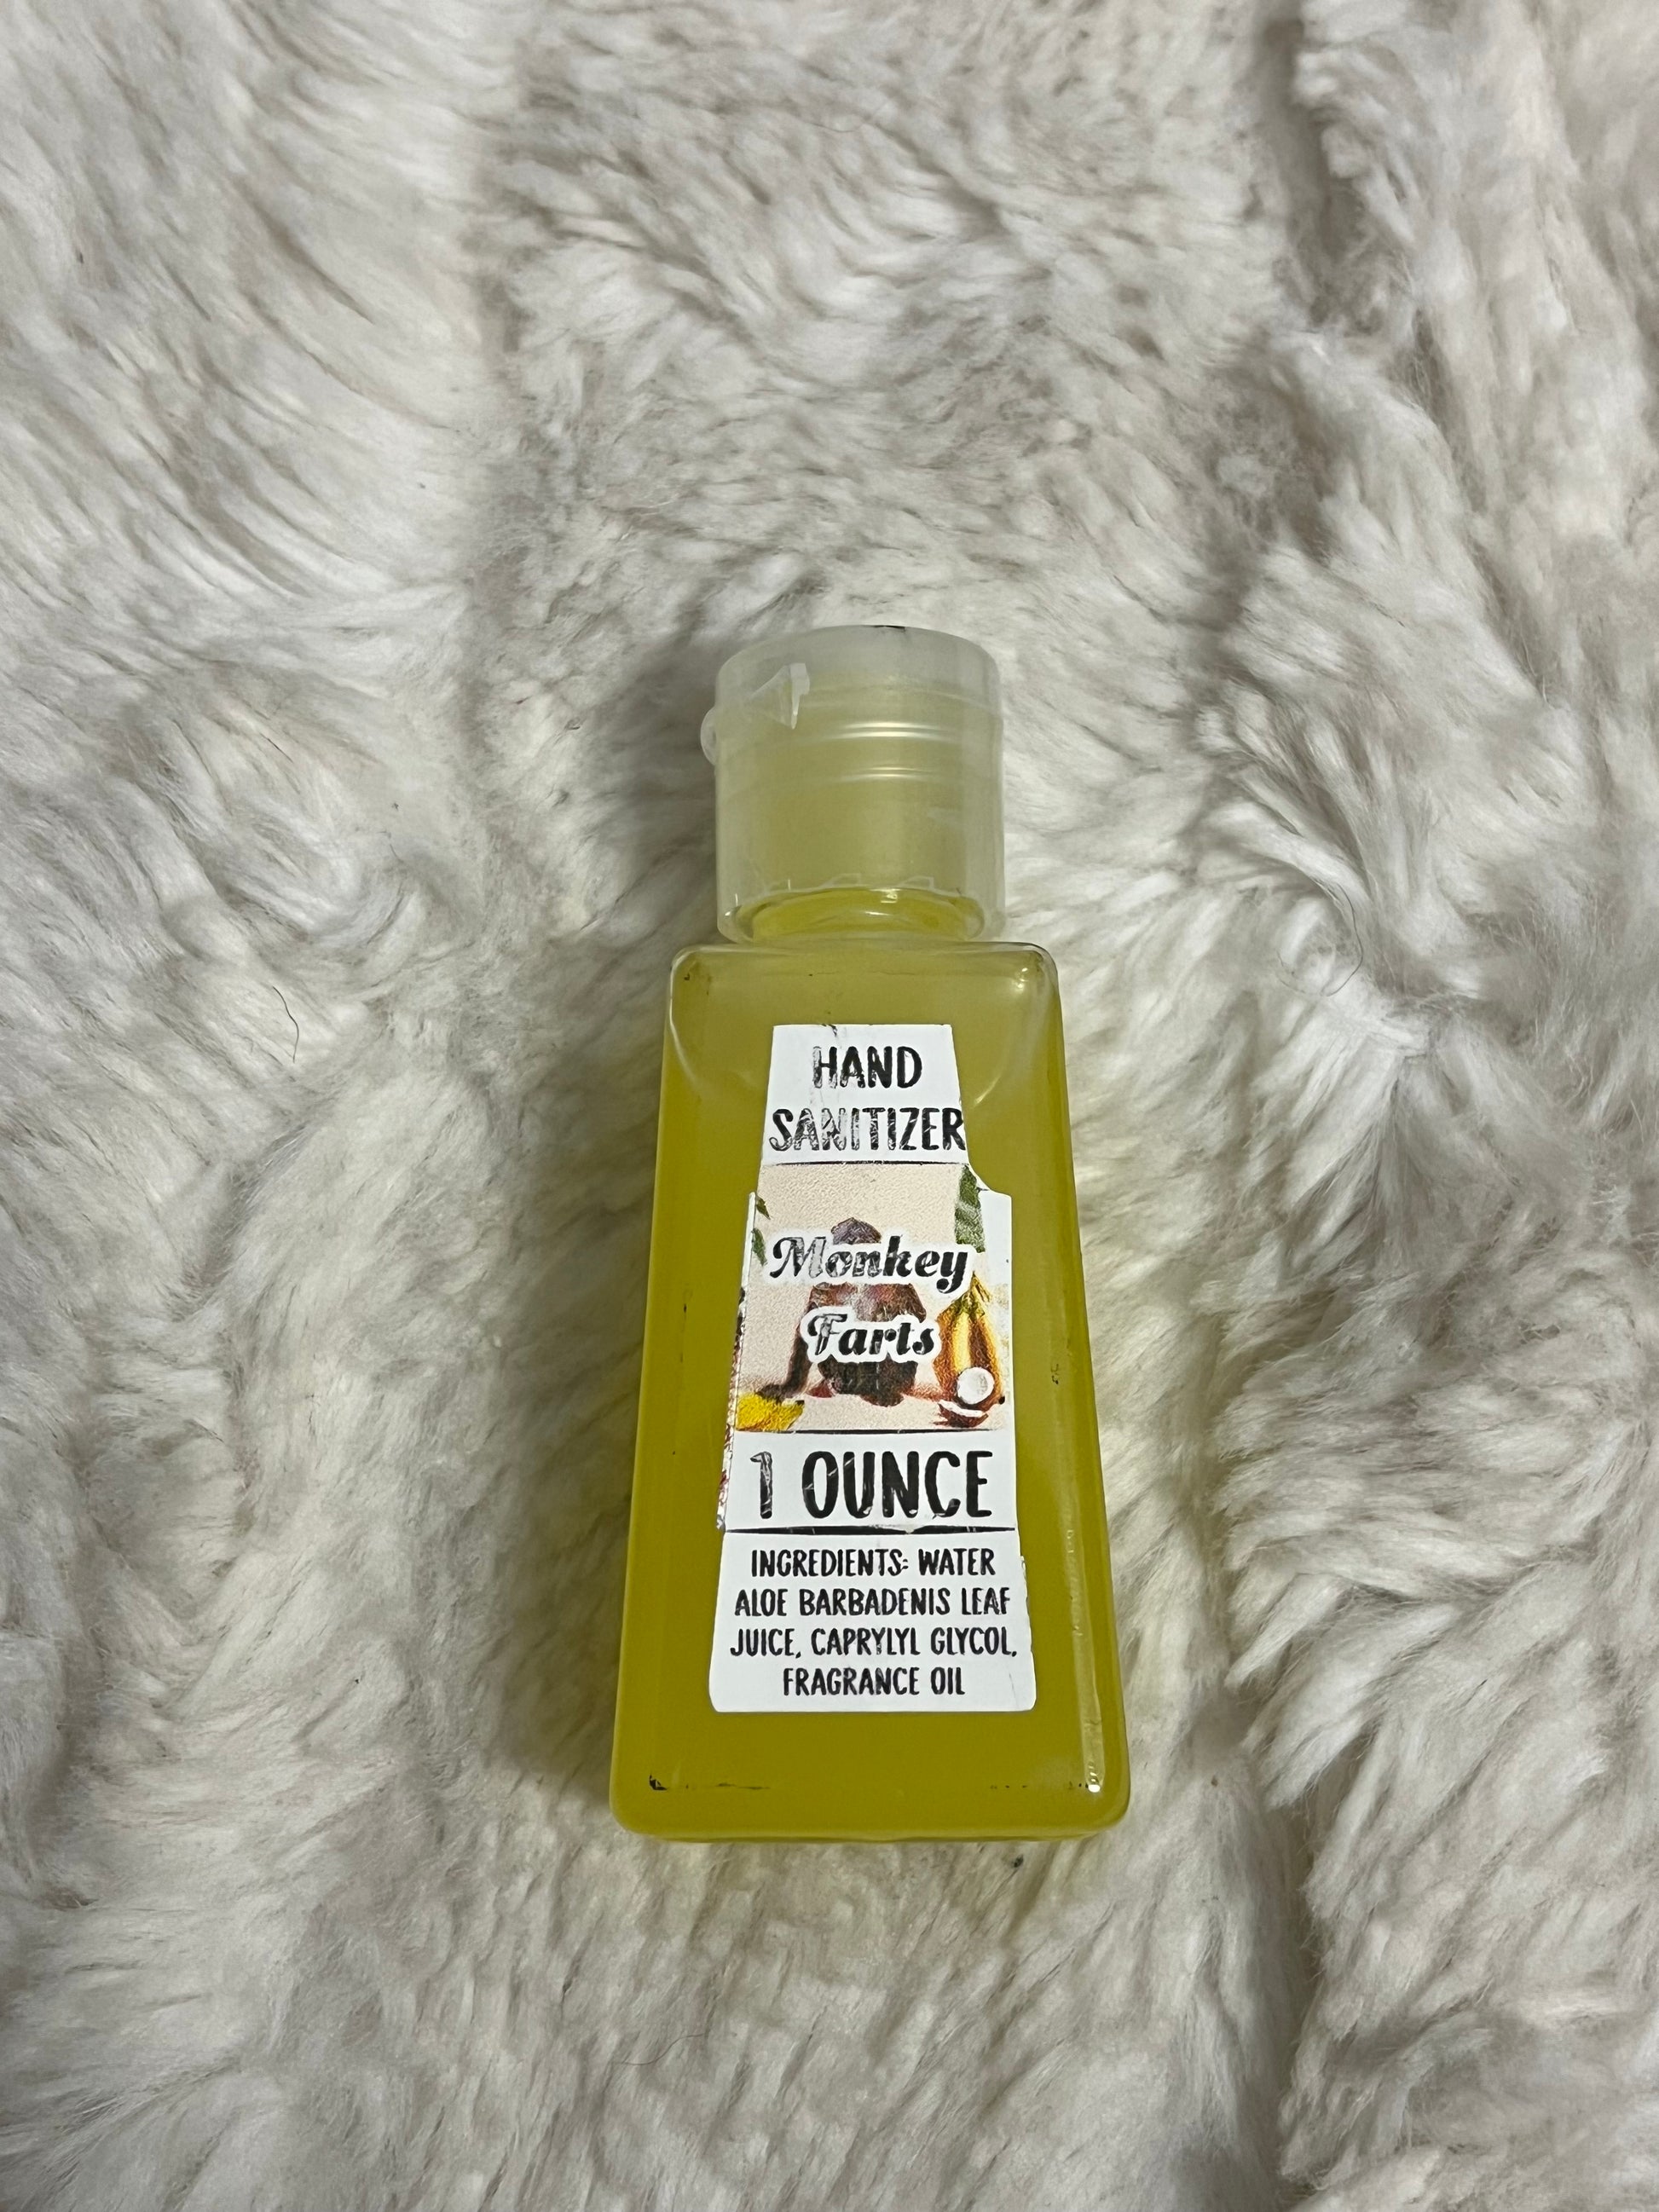 HAND
SANITIZER
Monkey
Farts
1 OUNCE
INGREDIENTS: WATER
ALOE BARBADENIS LEAF
JUICE, CAPRYLYL GLYCOL,
FRAGRANCE OIL